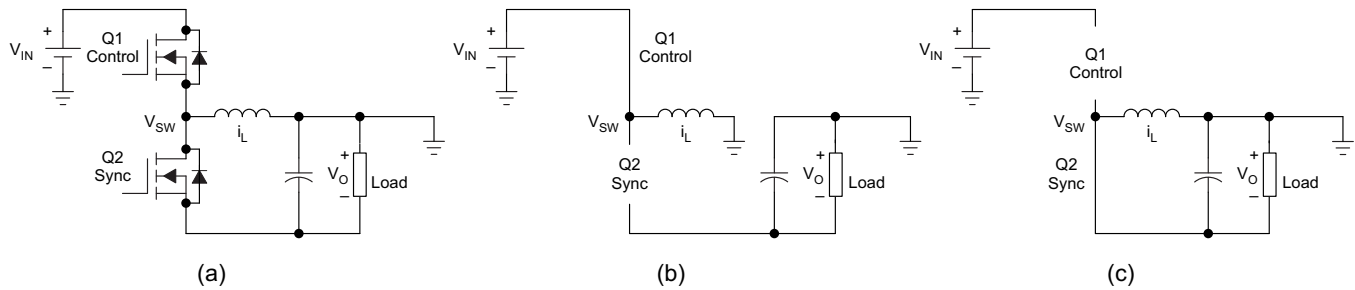 +
V_IN
−
Q1
Control
V_SW
i_L
Q2
Sync
+
V_O
−
Load
(a)
+
V_IN
−
Q1
Control
V_SW
i_L
Q2
Sync
+
V_O
−
Load
(b)
+
V_IN
−
Q1
Control
V_SW
i_L
Q2
Sync
+
V_O
−
Load
(c)